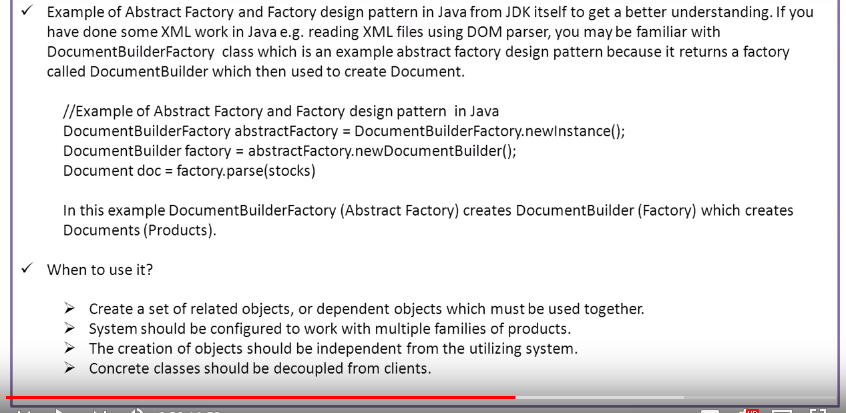 ✓ Example of Abstract Factory and Factory design pattern in Java from JDK itself to get a better understanding. If you
have done some XML work in Java e.g. reading XML files using DOM parser, you may be familiar with
DocumentBuilderFactory class which is an example abstract factory design pattern because it returns a factory
called DocumentBuilder which then used to create Document.
//Example of Abstract Factory and Factory design pattern in Java
DocumentBuilderFactory abstractFactory = DocumentBuilderFactory.newInstance();
DocumentBuilder factory = abstractFactory.newDocumentBuilder();
Document doc = factory.parse(stocks)
In this example DocumentBuilderFactory (Abstract Factory) creates DocumentBuilder (Factory) which creates
Documents (Products).
✓ When to use it?
➢ Create a set of related objects, or dependent objects which must be used together.
➢ System should be configured to work with multiple families of products.
➢ The creation of objects should be independent from the utilizing system.
➢ Concrete classes should be decoupled from clients.